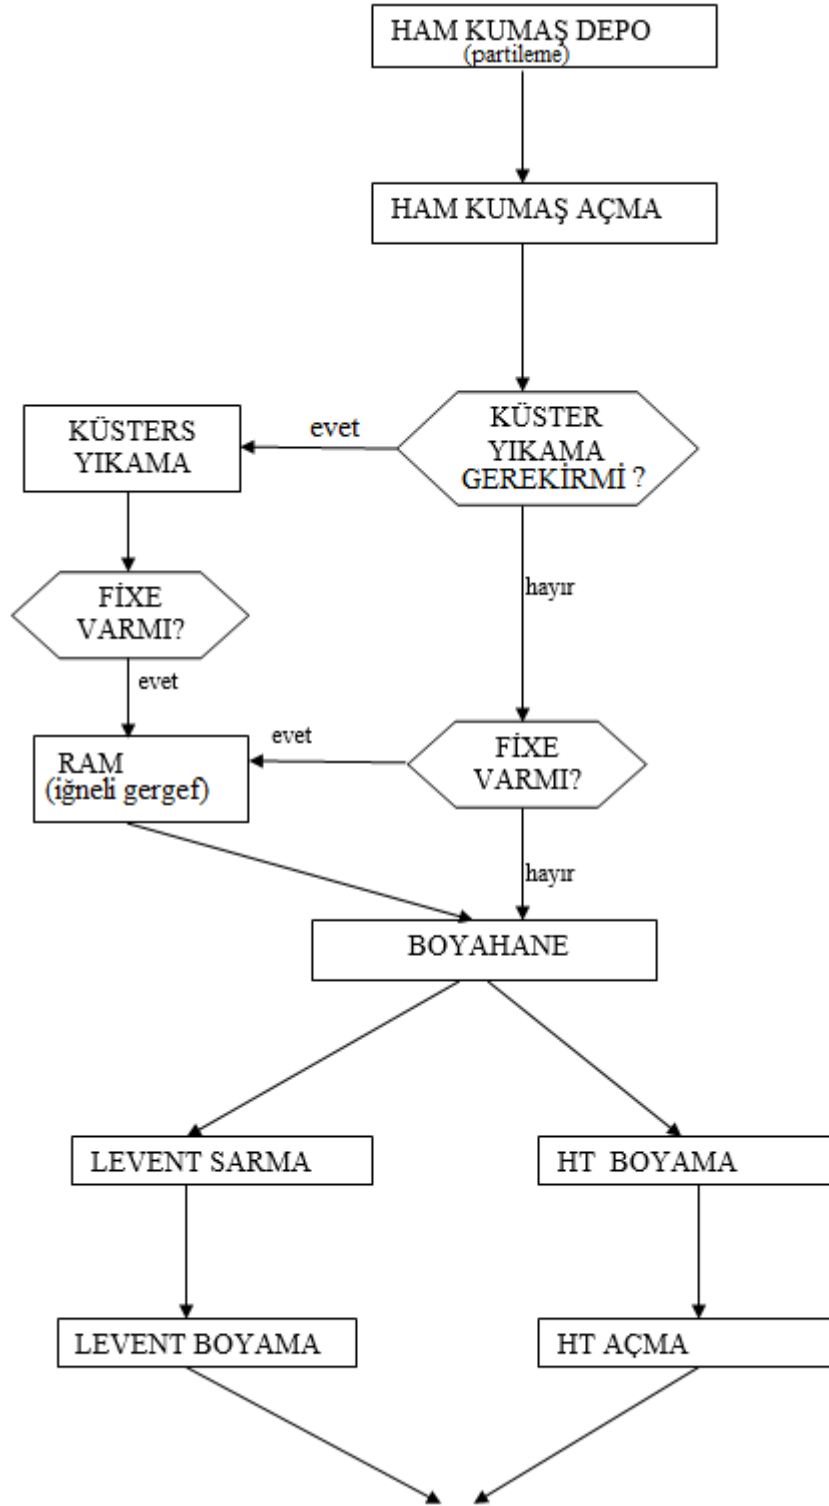 HAM KUMAŞ DEPO
(partileme)
HAM KUMAŞ AÇMA
KÜSTER
YIKAMA
GEREKİRMİ ?
evet
KÜSTERS
YIKAMA
hayır
FİXE
VARMI?
evet
FİXE
VARMI?
evet
RAM
(iğneli gergef)
hayır
BOYAHANE
LEVENT SARMA
HT BOYAMA
LEVENT BOYAMA
HT AÇMA